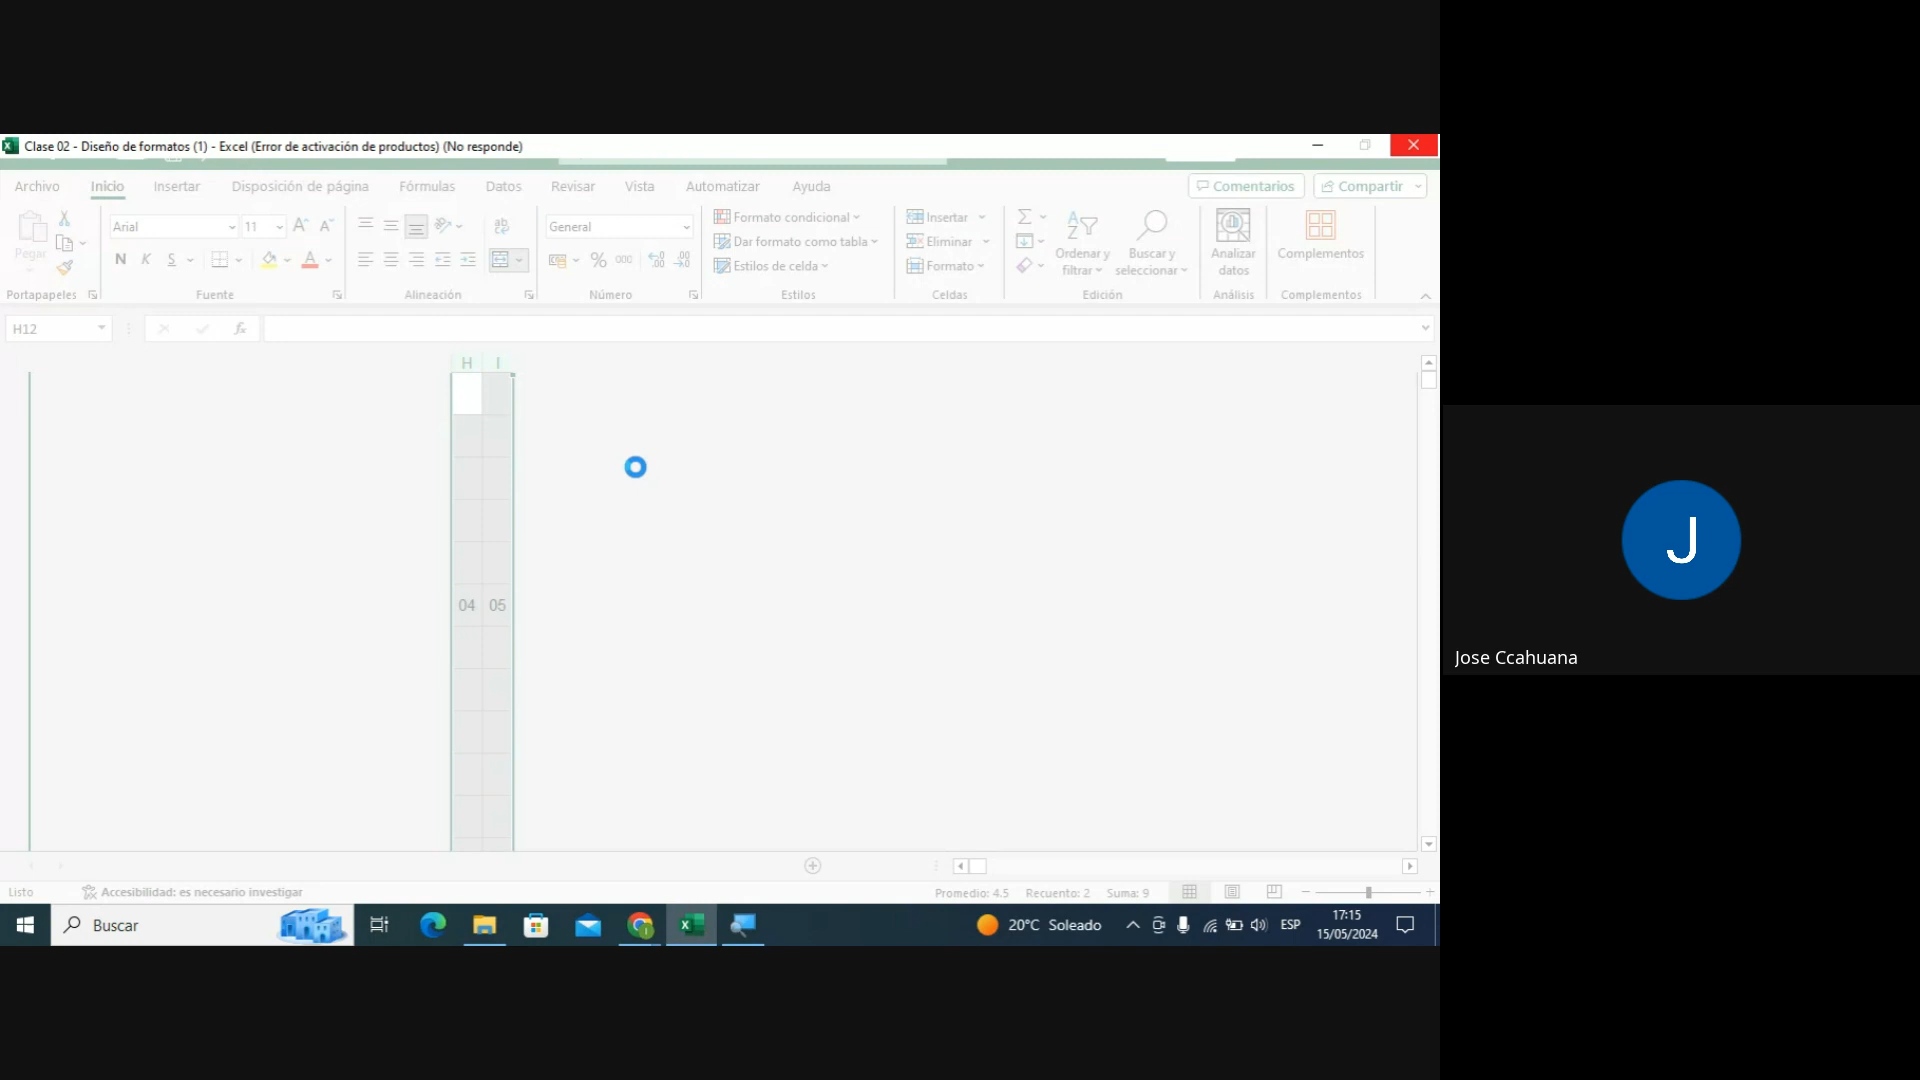 Clase 02 - Diseño de formatos (1) - Excel (Error de activación de productos) (No responde)
Archivo Inicio Insertar Disposición de página Fórmulas Datos Revisar Vista Automatizar Ayuda Comentarios Compartir
Pegar
Arial 11 A A
N K S A
ab
General
% 000
Formato condicional
Dar formato como tabla
Estilos de celda
Insertar
Eliminar
Formato
Ordenar y
filtrar
Buscar y
seleccionar
Analizar
datos
Complementos
Portapapeles Fuente Alineación Número Estilos Celdas Edición Análisis Complementos
H12 fx
H I
04 05
Listo Accesibilidad: es necesario investigar Promedio: 4.5 Recuento: 2 Suma: 9
Buscar 20°C Soleado ESP 17:15
15/05/2024
J
Jose Ccahuana